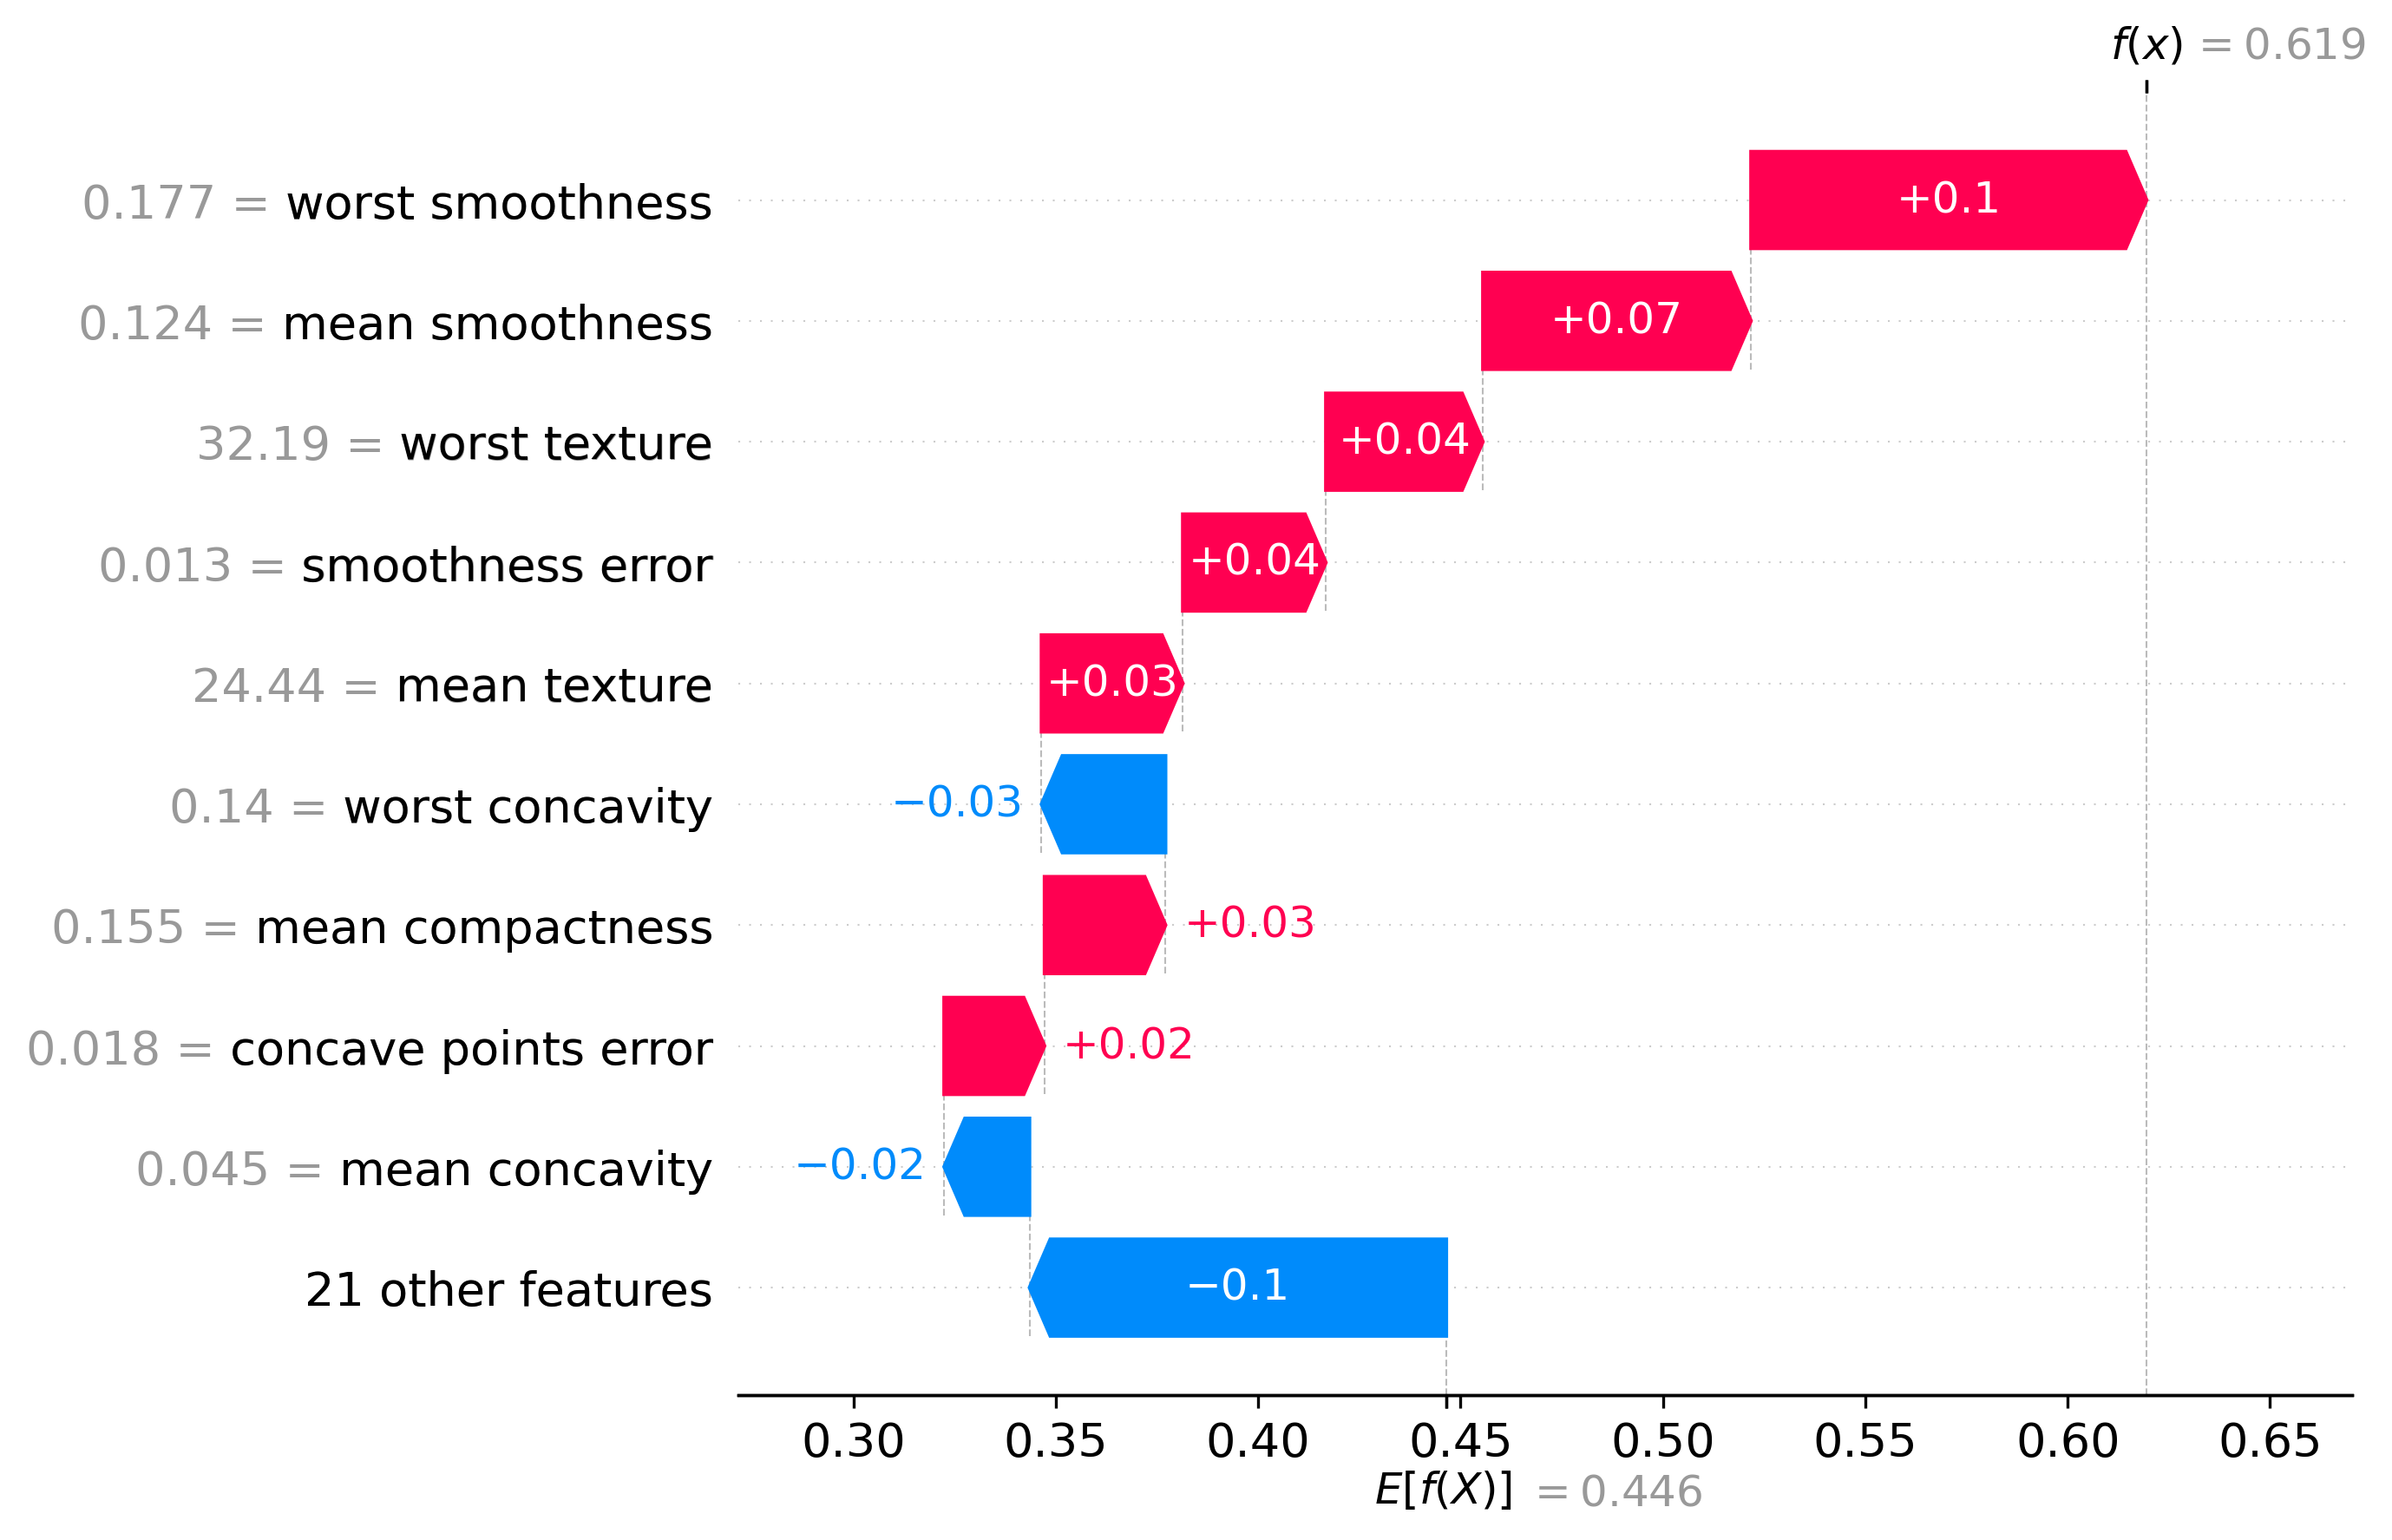 f(x) = 0.619
0.177 = worst smoothness +0.1
0.124 = mean smoothness +0.07
32.19 = worst texture +0.04
0.013 = smoothness error +0.04
24.44 = mean texture +0.03
0.14 = worst concavity −0.03
0.155 = mean compactness +0.03
0.018 = concave points error +0.02
0.045 = mean concavity −0.02
21 other features −0.1
0.30 0.35 0.40 0.45 0.50 0.55 0.60 0.65
E[f(X)] = 0.446